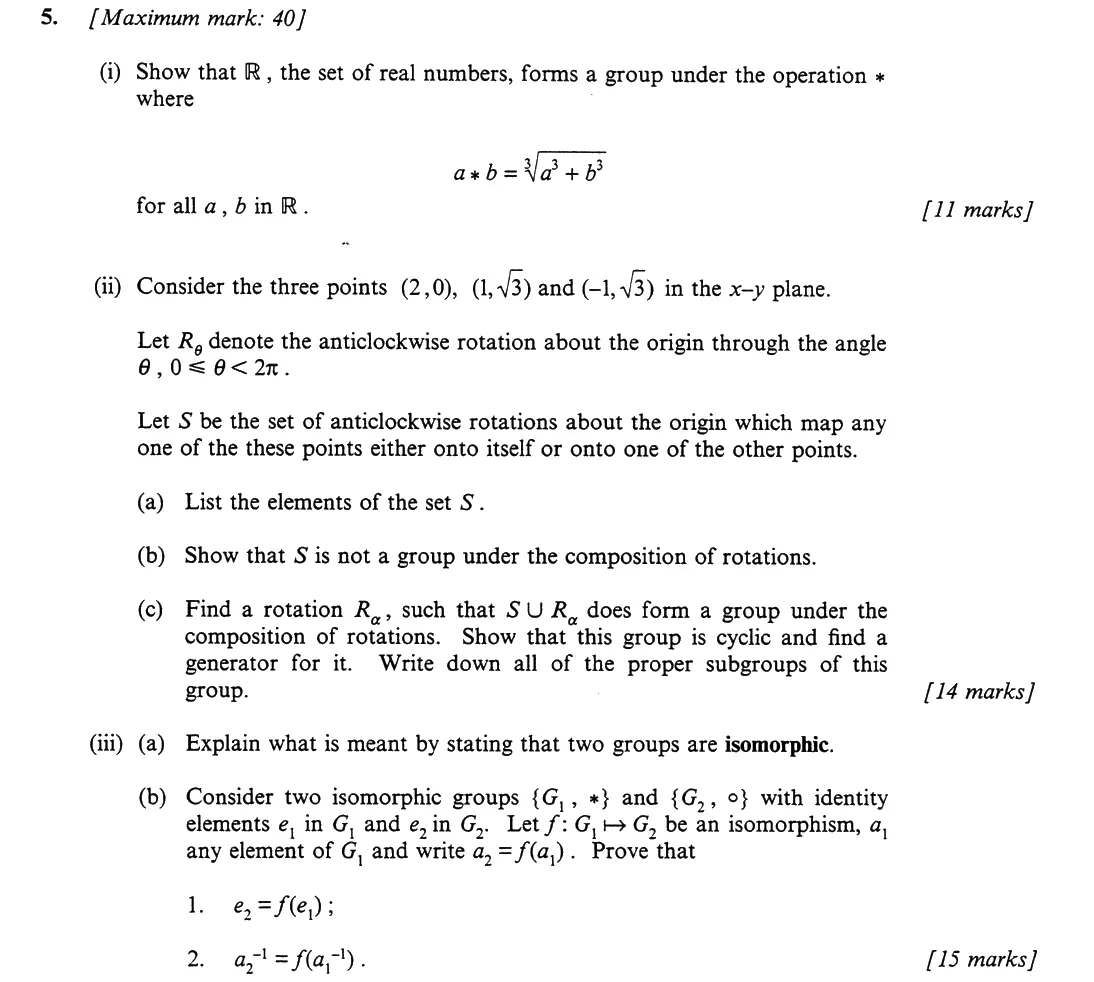 5. [Maximum mark: 40]
(i) Show that ℝ, the set of real numbers, forms a group under the operation *
where
a * b = ∛(a³ + b³)
for all a, b in ℝ.
[11 marks]
(ii) Consider the three points (2,0), (1,√3) and (−1,√3) in the x–y plane.
Let R_θ denote the anticlockwise rotation about the origin through the angle
θ, 0 ⩽ θ < 2π.
Let S be the set of anticlockwise rotations about the origin which map any
one of the these points either onto itself or onto one of the other points.
(a) List the elements of the set S.
(b) Show that S is not a group under the composition of rotations.
(c) Find a rotation R_α, such that S ∪ R_α does form a group under the
composition of rotations. Show that this group is cyclic and find a
generator for it. Write down all of the proper subgroups of this
group.
[14 marks]
(iii) (a) Explain what is meant by stating that two groups are isomorphic.
(b) Consider two isomorphic groups {G₁, *} and {G₂, ∘} with identity
elements e₁ in G₁ and e₂ in G₂. Let f: G₁ ↦ G₂ be an isomorphism, a₁
any element of G₁ and write a₂ = f(a₁). Prove that
1. e₂ = f(e₁);
2. a₂⁻¹ = f(a₁⁻¹).
[15 marks]